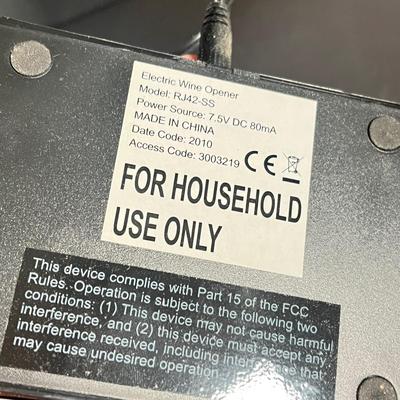 Electric Wine Opener
Model: RJ42-SS
Power Source: 7.5V DC 80mA
MADE IN CHINA
Date Code: 2010
Access Code: 3003219 CE
FOR HOUSEHOLD
USE ONLY
This device complies with Part 15 of the FCC
Rules. Operation is subject to the following two
conditions: (1) This device may not cause harmful
interference, and (2) this device must accept any
interference received, including interference that
may cause undesired operation.